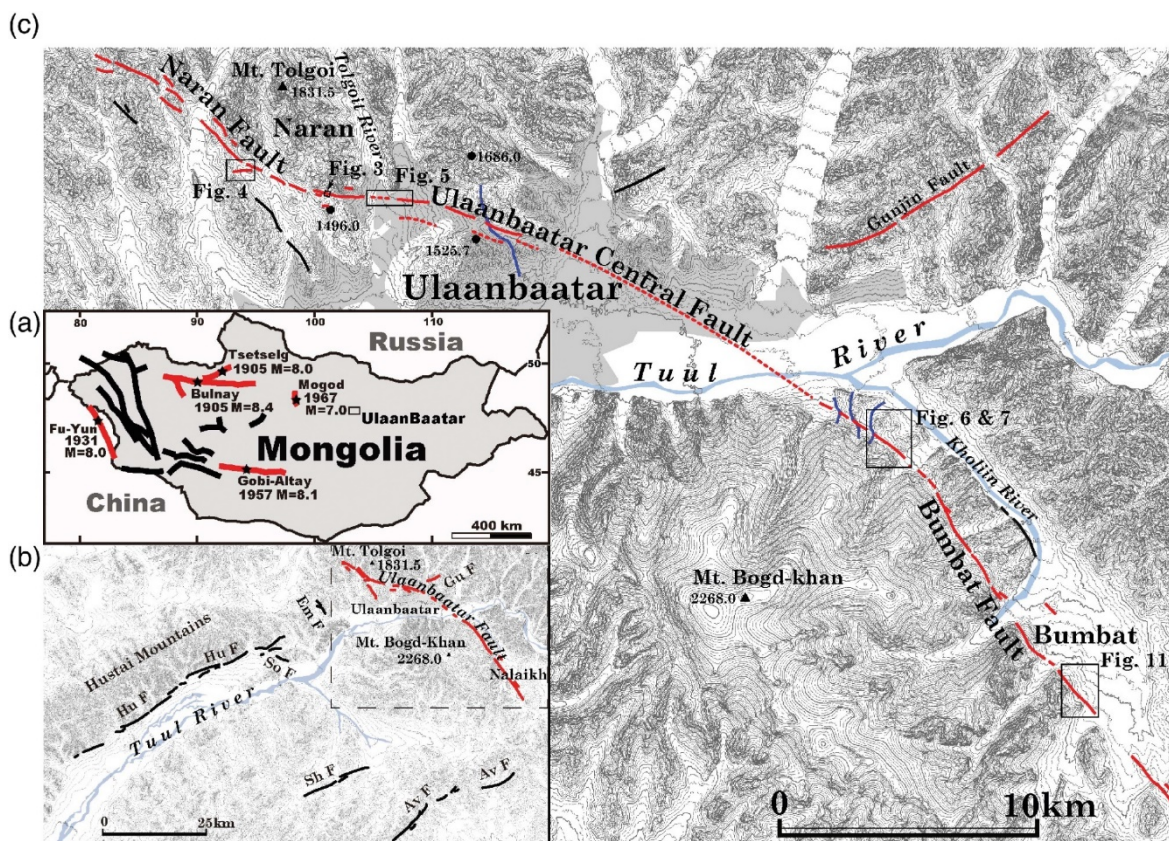 (c)
Naran Fault
Mt. Tolgoi
1831.5
Tolgoit River
Naran
Fig. 3
1686.0
Fig. 5
Fig. 4
1496.0
1525.7
Ulaanbaatar Central Fault
Ulaanbaatar
Gunjin Fault
Tuul River
Fig. 6 & 7
Kholiin River
Bumbat Fault
Mt. Bogd-khan
2268.0
Bumbat
Fig. 11
0 10km
(a)
80 90 100 110
50
45
Russia
Tsetselg
1905 M=8.0
Bulnay
1905 M=8.4
Mogod
1967
M=7.0
UlaanBaatar
Fu-Yun
1931
M=8.0
Mongolia
Gobi-Altay
1957 M=8.1
China
400 km
(b)
Mt. Tolgoi
1831.5
Ulaanbaatar Fault
Gu F
Em F
Ulaanbaatar
Mt. Bogd-Khan
2268.0
Nalaikh
Hustai Mountains
Hu F
So F
Hu F
Tuul River
Sh F
Av F
Av F
0 25km